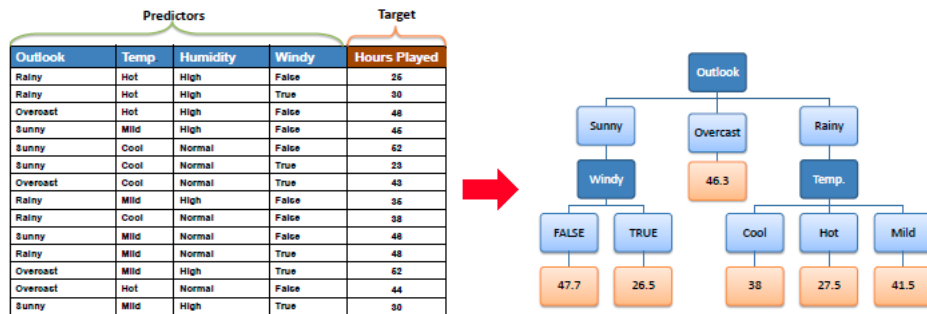 Predictors Target
Outlook Temp Humidity Windy Hours Played
Rainy Hot High False 25
Rainy Hot High True 30
Overcast Hot High False 46
Sunny Mild High False 45
Sunny Cool Normal False 52
Sunny Cool Normal True 23
Overcast Cool Normal True 43
Rainy Mild High False 35
Rainy Cool Normal False 38
Sunny Mild Normal False 46
Rainy Mild Normal True 48
Overcast Mild High True 52
Overcast Hot Normal False 44
Sunny Mild High True 30
Outlook
Sunny Overcast Rainy
Windy 46.3 Temp.
FALSE TRUE Cool Hot Mild
47.7 26.5 38 27.5 41.5